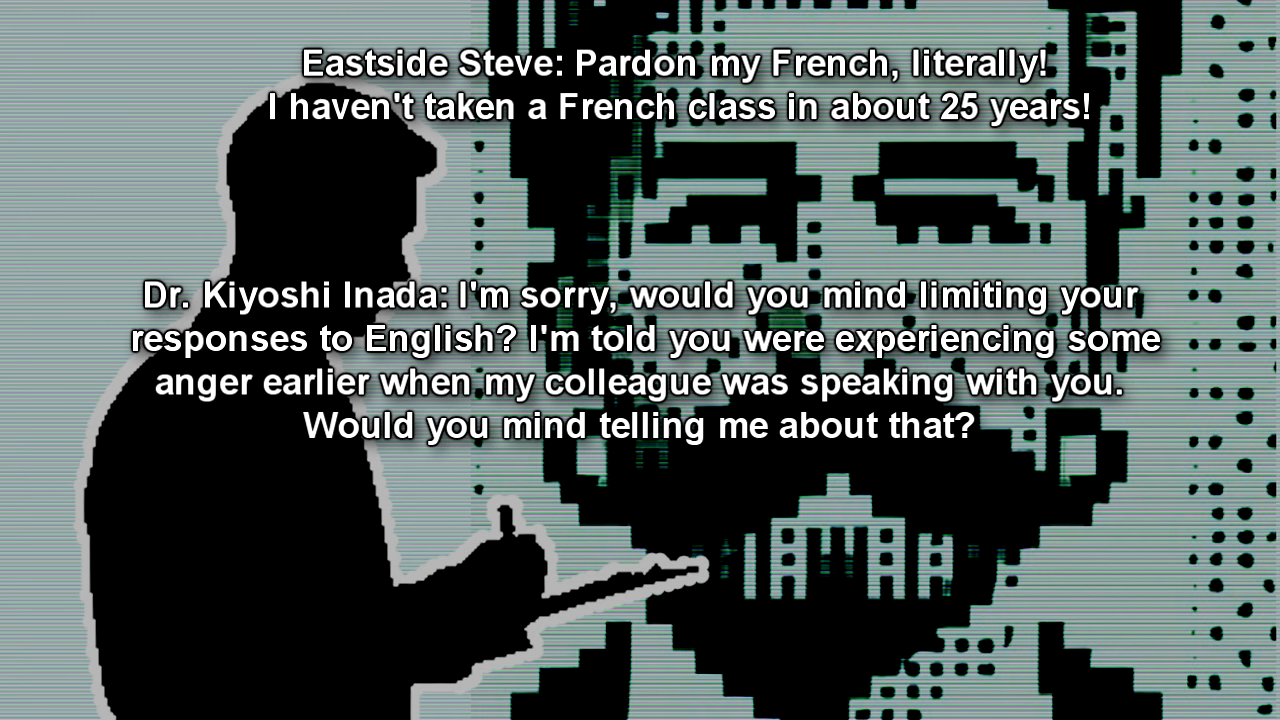 Eastside Steve: Pardon my French, literally!
I haven't taken a French class in about 25 years!
Dr. Kiyoshi Inada: I'm sorry, would you mind limiting your
responses to English? I'm told you were experiencing some
anger earlier when my colleague was speaking with you.
Would you mind telling me about that?